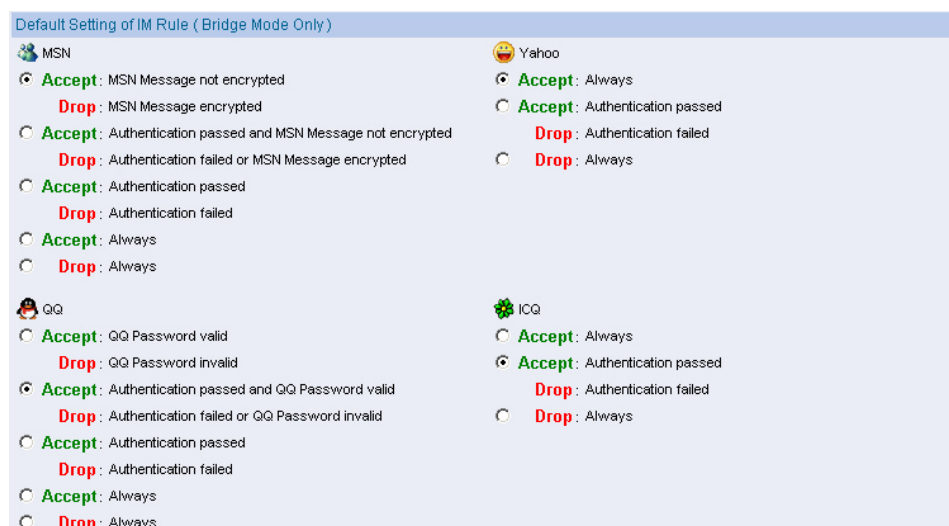 Default Setting of IM Rule ( Bridge Mode Only )
MSN
Accept : MSN Message not encrypted
Drop : MSN Message encrypted
Accept : Authentication passed and MSN Message not encrypted
Drop : Authentication failed or MSN Message encrypted
Accept : Authentication passed
Drop : Authentication failed
Accept : Always
Drop : Always
Yahoo
Accept : Always
Accept : Authentication passed
Drop : Authentication failed
Drop : Always
QQ
Accept : QQ Password valid
Drop : QQ Password invalid
Accept : Authentication passed and QQ Password valid
Drop : Authentication failed or QQ Password invalid
Accept : Authentication passed
Drop : Authentication failed
Accept : Always
Drop : Always
ICQ
Accept : Always
Accept : Authentication passed
Drop : Authentication failed
Drop : Always